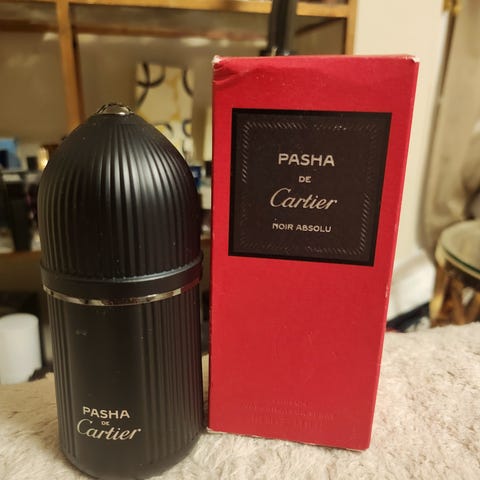 PASHA
DE
Cartier
PASHA
DE
Cartier
NOIR ABSOLU